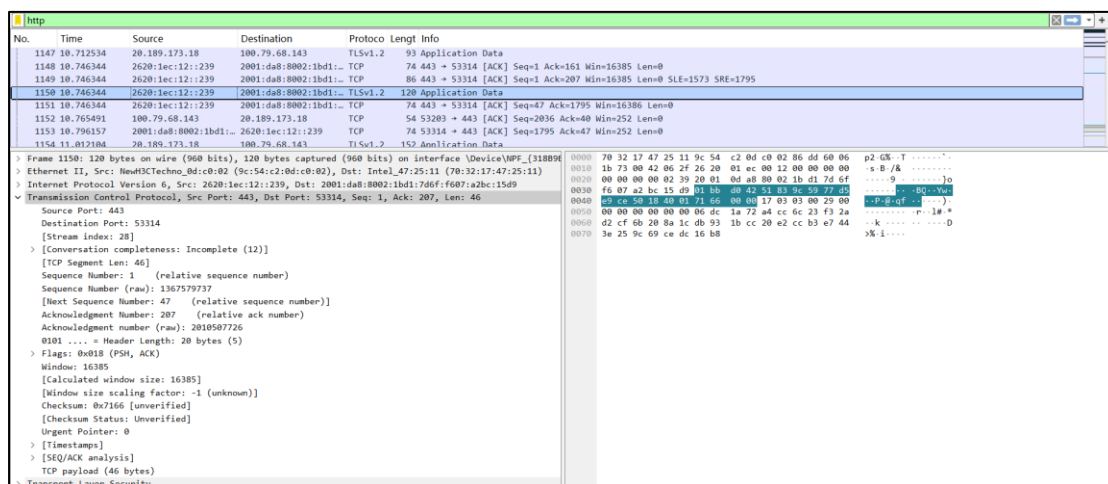 http
No. Time Source Destination Protoco Lengt Info
1147 10.712534 20.189.173.18 100.79.68.143 TLSv1.2 93 Application Data
1148 10.746344 2620:1ec:12::239 2001:da8:8002:1bd1:… TCP 74 443 → 53314 [ACK] Seq=1 Ack=161 Win=16385 Len=0
1149 10.746344 2620:1ec:12::239 2001:da8:8002:1bd1:… TCP 86 443 → 53314 [ACK] Seq=1 Ack=207 Win=16385 Len=0 SLE=1573 SRE=1795
1150 10.746344 2620:1ec:12::239 2001:da8:8002:1bd1:… TLSv1.2 120 Application Data
1151 10.746344 2620:1ec:12::239 2001:da8:8002:1bd1:… TCP 74 443 → 53314 [ACK] Seq=47 Ack=1795 Win=16386 Len=0
1152 10.765491 100.79.68.143 20.189.173.18 TCP 54 53203 → 443 [ACK] Seq=2036 Ack=40 Win=252 Len=0
1153 10.796157 2001:da8:8002:1bd1:… 2620:1ec:12::239 TCP 74 53314 → 443 [ACK] Seq=1795 Ack=47 Win=252 Len=0
1154 11.012104 20.189.173.18 100.79.68.143 TLSv1.2 152 Application Data
> Frame 1150: 120 bytes on wire (960 bits), 120 bytes captured (960 bits) on interface \Device\NPF_{318B9E
> Ethernet II, Src: NewH3CTechno_0d:c0:02 (9c:54:c2:0d:c0:02), Dst: Intel_47:25:11 (70:32:17:47:25:11)
> Internet Protocol Version 6, Src: 2620:1ec:12::239, Dst: 2001:da8:8002:1bd1:7d6f:f607:a2bc:15d9
Transmission Control Protocol, Src Port: 443, Dst Port: 53314, Seq: 1, Ack: 207, Len: 46
Source Port: 443
Destination Port: 53314
[Stream index: 28]
> [Conversation completeness: Incomplete (12)]
[TCP Segment Len: 46]
Sequence Number: 1 (relative sequence number)
Sequence Number (raw): 1367579737
[Next Sequence Number: 47 (relative sequence number)]
Acknowledgment Number: 207 (relative ack number)
Acknowledgment number (raw): 2010507726
0101 .... = Header Length: 20 bytes (5)
> Flags: 0x018 (PSH, ACK)
Window: 16385
[Calculated window size: 16385]
[Window size scaling factor: -1 (unknown)]
Checksum: 0x7166 [unverified]
[Checksum Status: Unverified]
Urgent Pointer: 0
> [Timestamps]
> [SEQ/ACK analysis]
TCP payload (46 bytes)
> Transport Layer Security
0000 70 32 17 47 25 11 9c 54 c2 0d c0 02 86 dd 60 06
0010 1b 73 00 42 06 2f 26 20 01 ec 00 12 00 00 00 00
0020 00 00 00 00 02 39 20 01 0d a8 80 02 1b d1 7d 6f
0030 f6 07 a2 bc 15 d9 01 bb d0 42 51 83 9c 59 77 d5
0040 e9 ce 50 18 40 01 71 66 00 00 17 03 03 00 29 00
0050 00 00 00 00 00 00 06 dc 1a 72 a4 cc 6c 23 f3 2a
0060 d2 cf 6b 20 8a 1c db 93 1b cc 20 e2 cc b3 e7 44
0070 3e 25 9c 69 ce dc 16 b8